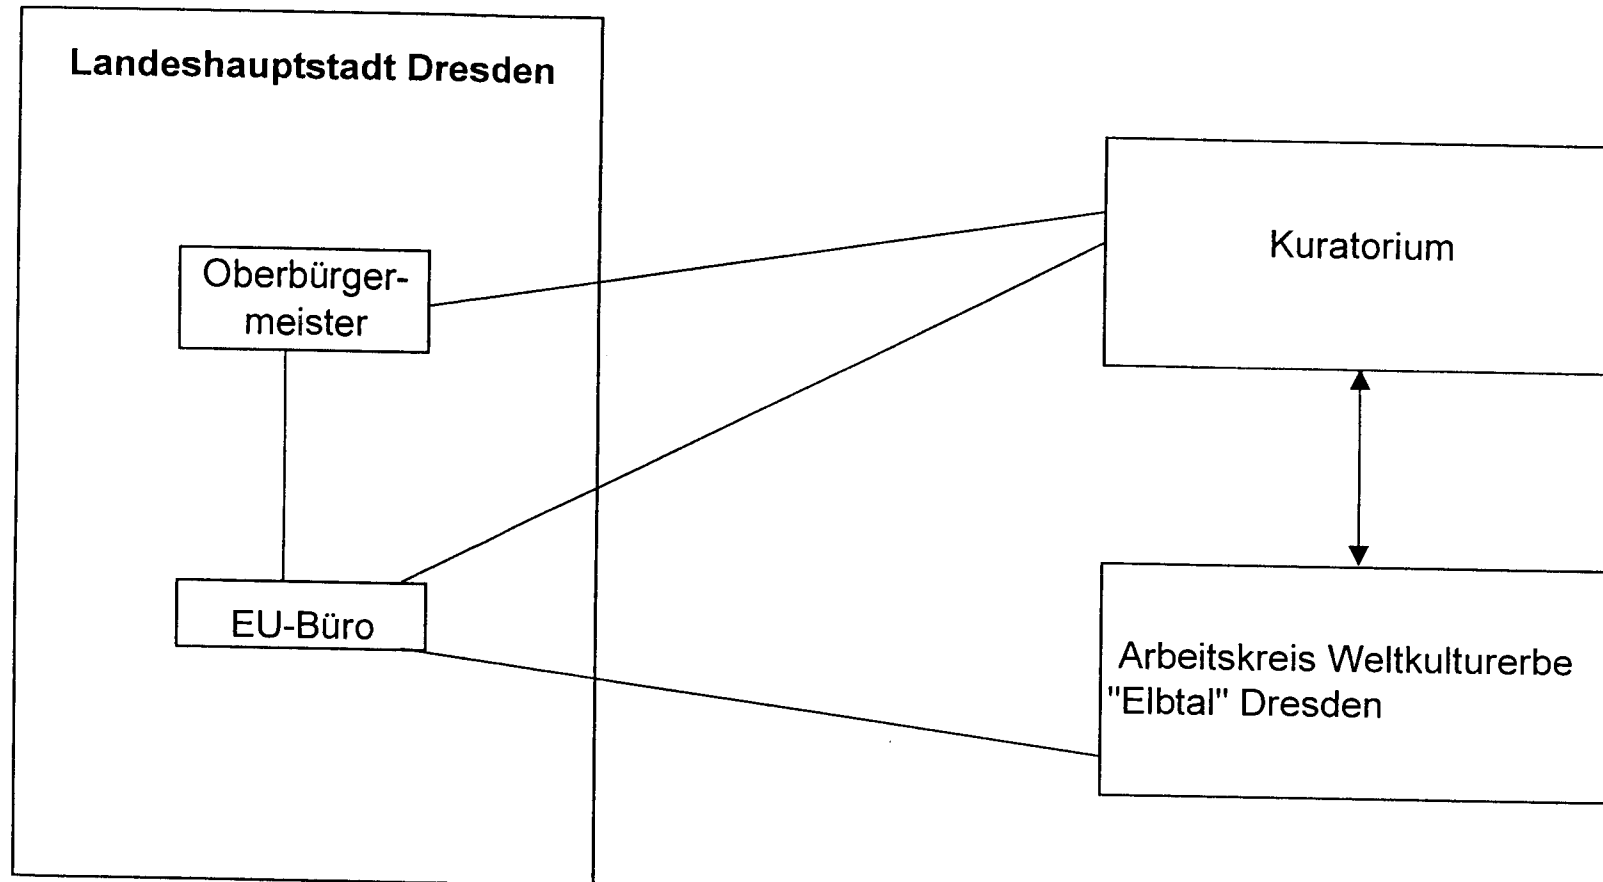 Landeshauptstadt Dresden
Oberbürger-
meister
EU-Büro
Kuratorium
Arbeitskreis Weltkulturerbe
"Elbtal" Dresden